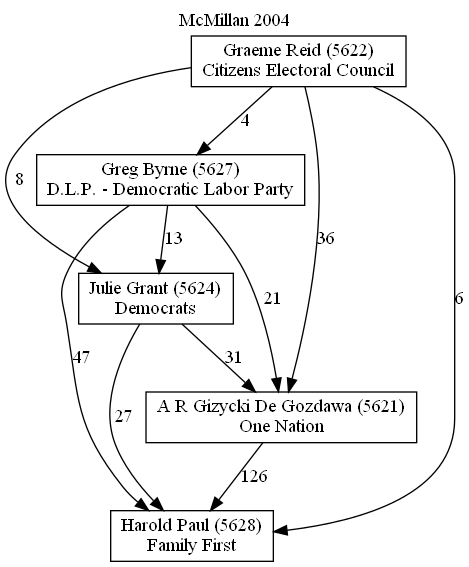 McMillan 2004
Graeme Reid (5622)
Citizens Electoral Council
4
Greg Byrne (5627)
D.L.P. - Democratic Labor Party
8
13
36
Julie Grant (5624)
Democrats
21
6
47
31
A R Gizycki De Gozdawa (5621)
One Nation
27
126
Harold Paul (5628)
Family First